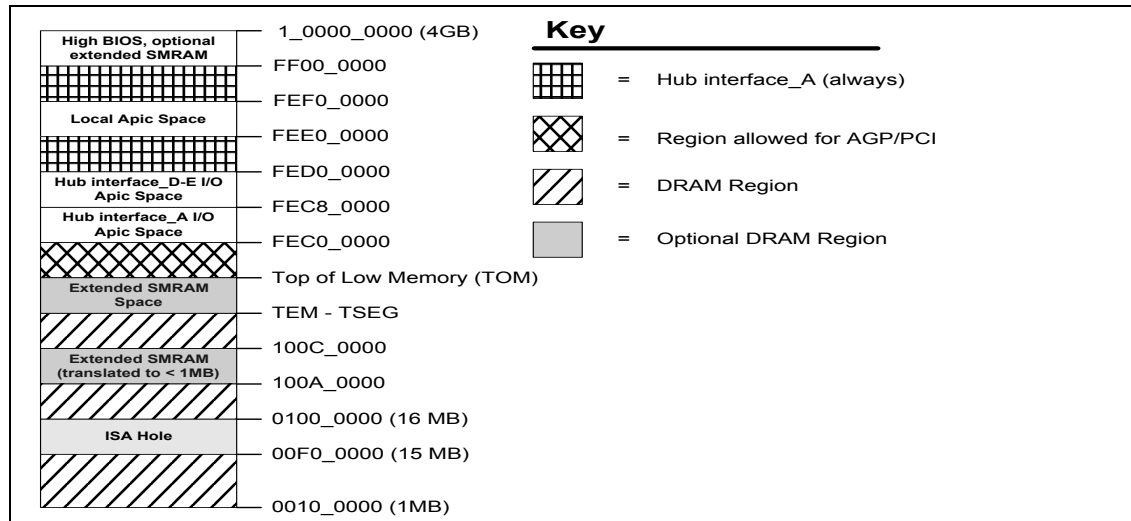 High BIOS, optional
extended SMRAM
Local Apic Space
Hub interface_D-E I/O
Apic Space
Hub interface_A I/O
Apic Space
Extended SMRAM
Space
Extended SMRAM
(translated to < 1MB)
ISA Hole
1_0000_0000 (4GB)
FF00_0000
FEF0_0000
FEE0_0000
FED0_0000
FEC8_0000
FEC0_0000
Top of Low Memory (TOM)
TEM - TSEG
100C_0000
100A_0000
0100_0000 (16 MB)
00F0_0000 (15 MB)
0010_0000 (1MB)
Key
= Hub interface_A (always)
= Region allowed for AGP/PCI
= DRAM Region
= Optional DRAM Region